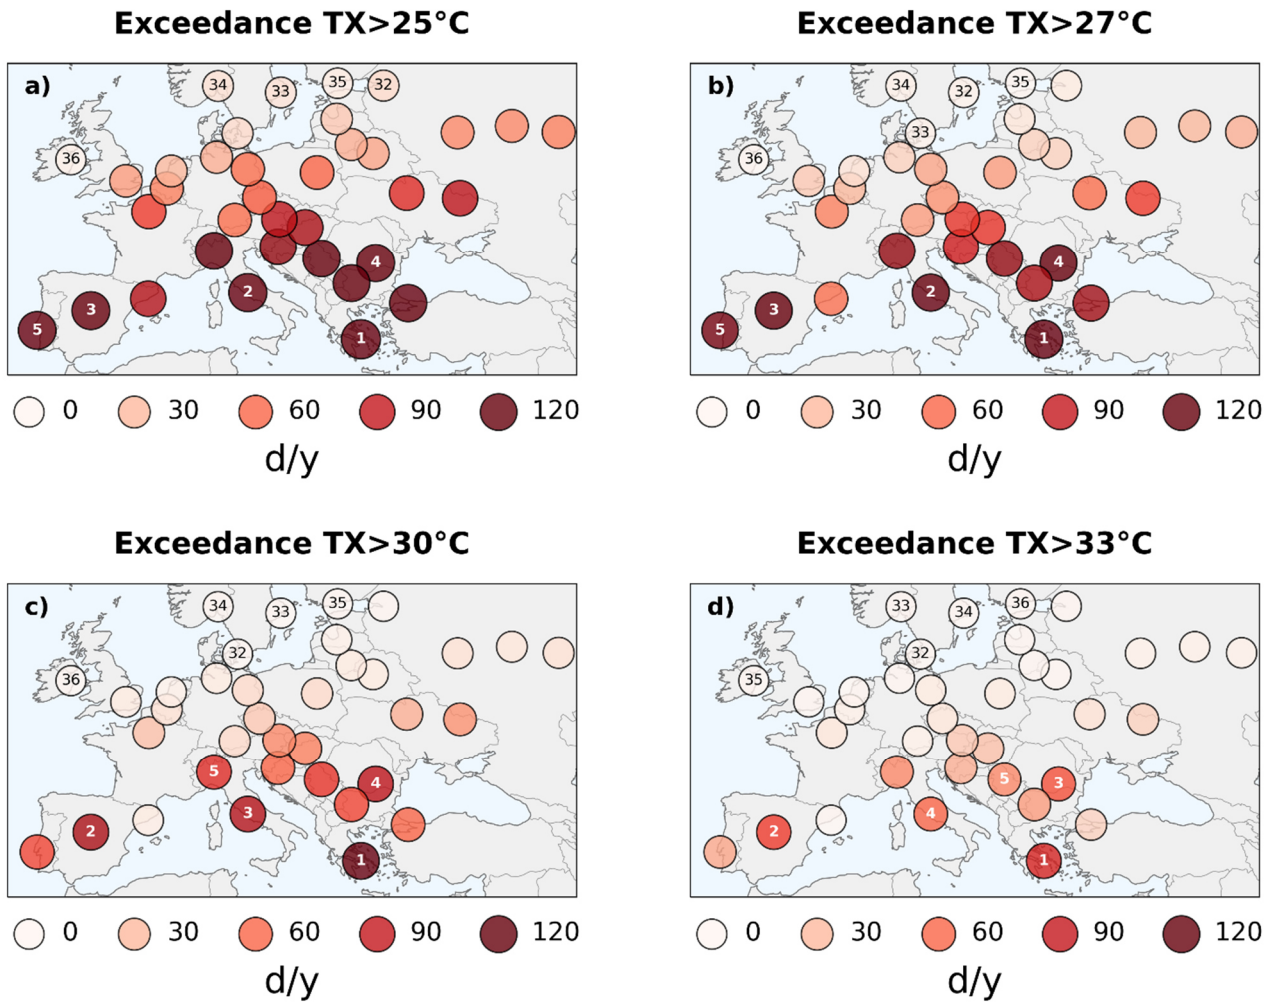 Exceedance TX>25°C
a)
34
33
35
32
36
4
2
3
5
1
0 30 60 90 120
d/y
Exceedance TX>27°C
b)
34
32
35
33
36
4
2
3
5
1
0 30 60 90 120
d/y
Exceedance TX>30°C
c)
34
33
35
32
36
5
4
3
2
1
0 30 60 90 120
d/y
Exceedance TX>33°C
d)
33
34
36
32
35
5
3
4
2
1
0 30 60 90 120
d/y